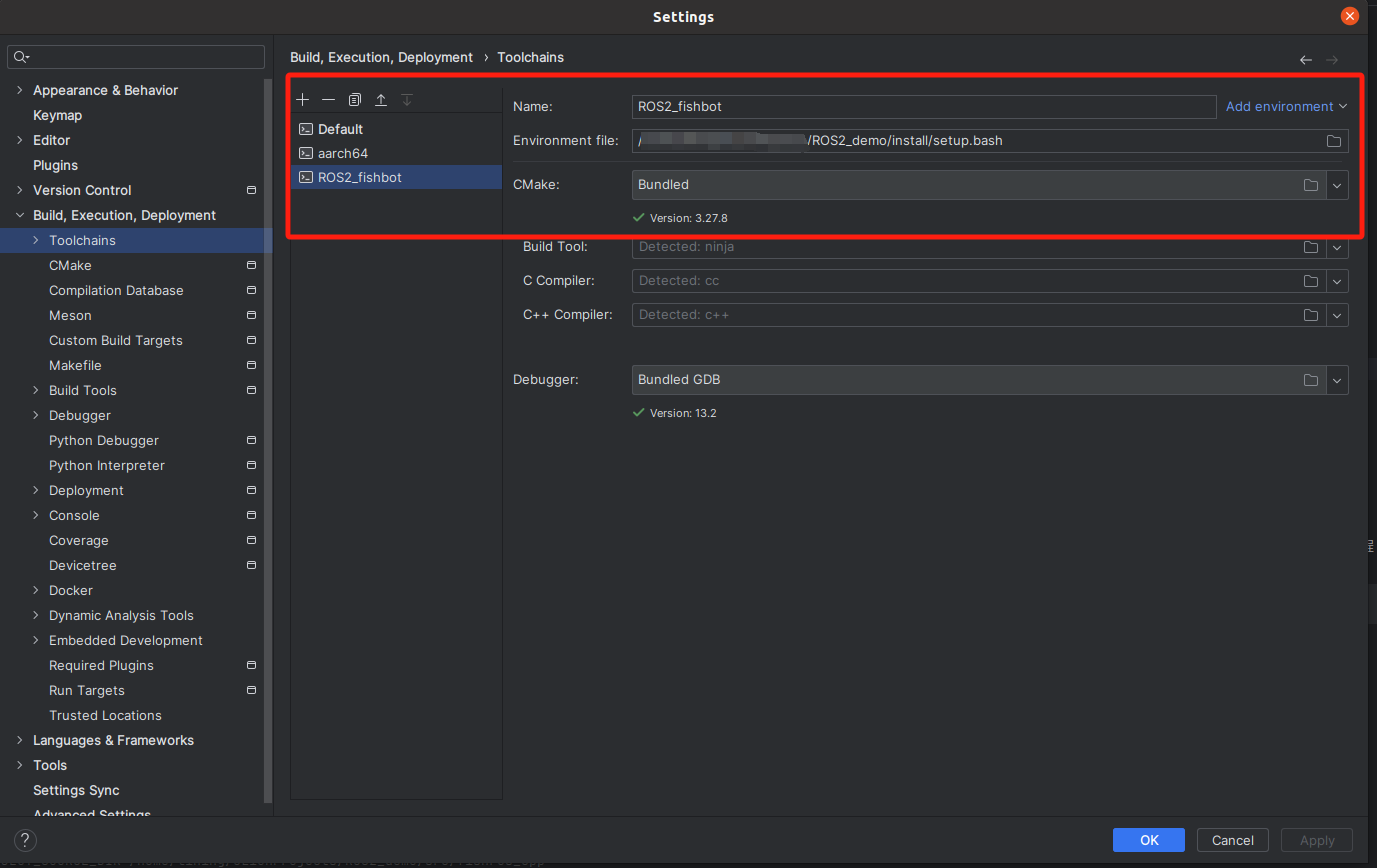 Settings
Build, Execution, Deployment › Toolchains
Appearance & Behavior
Keymap
Editor
Plugins
Version Control
Build, Execution, Deployment
Toolchains
CMake
Compilation Database
Meson
Custom Build Targets
Makefile
Build Tools
Debugger
Python Debugger
Python Interpreter
Deployment
Console
Coverage
Devicetree
Docker
Dynamic Analysis Tools
Embedded Development
Required Plugins
Run Targets
Trusted Locations
Languages & Frameworks
Tools
Settings Sync
Advanced Settings
Default
aarch64
ROS2_fishbot
Name: ROS2_fishbot Add environment
Environment file: / /ROS2_demo/install/setup.bash
CMake: Bundled
Version: 3.27.8
Build Tool: Detected: ninja
C Compiler: Detected: cc
C++ Compiler: Detected: c++
Debugger: Bundled GDB
Version: 13.2
? OK Cancel Apply